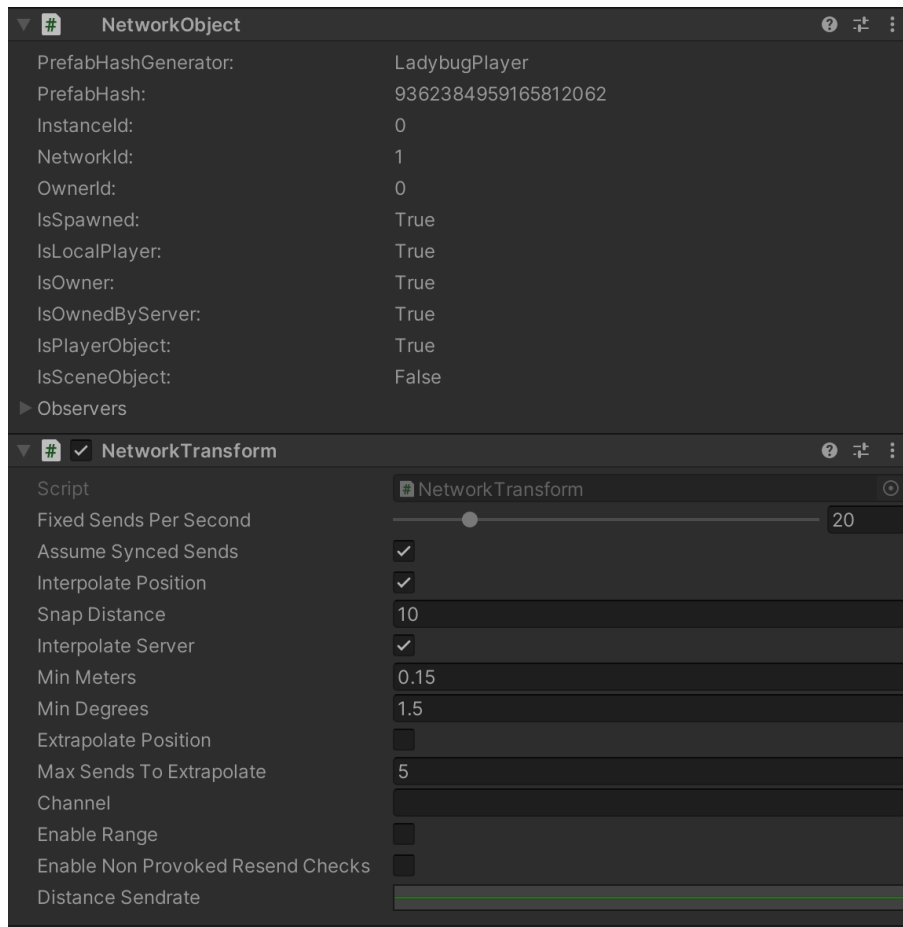 NetworkObject
PrefabHashGenerator: LadybugPlayer
PrefabHash: 9362384959165812062
InstanceId: 0
NetworkId: 1
OwnerId: 0
IsSpawned: True
IsLocalPlayer: True
IsOwner: True
IsOwnedByServer: True
IsPlayerObject: True
IsSceneObject: False
Observers
NetworkTransform
Script NetworkTransform
Fixed Sends Per Second 20
Assume Synced Sends
Interpolate Position
Snap Distance 10
Interpolate Server
Min Meters 0.15
Min Degrees 1.5
Extrapolate Position
Max Sends To Extrapolate 5
Channel
Enable Range
Enable Non Provoked Resend Checks
Distance Sendrate